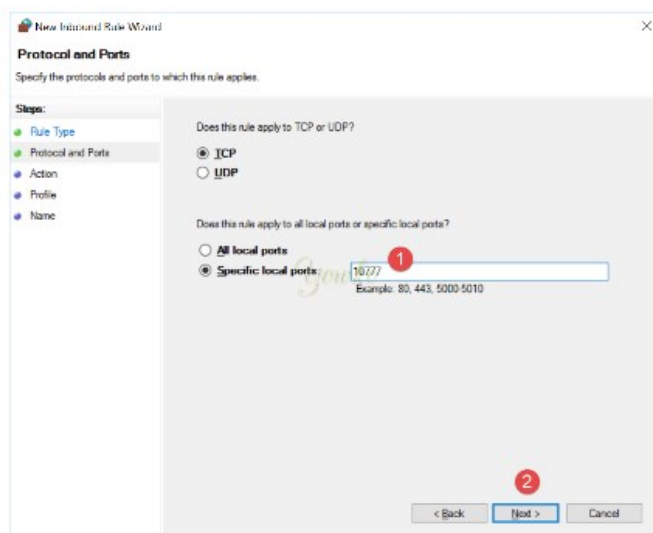 New Inbound Rule Wizard
Protocol and Ports
Specify the protocols and ports to which this rule applies.
Steps:
Rule Type
Protocol and Ports
Action
Profile
Name
Does this rule apply to TCP or UDP?
TCP
UDP
Does this rule apply to all local ports or specific local ports?
All local ports
1
Specific local ports:
10777
Example: 80, 443, 5000-5010
2
< Back
Next >
Cancel